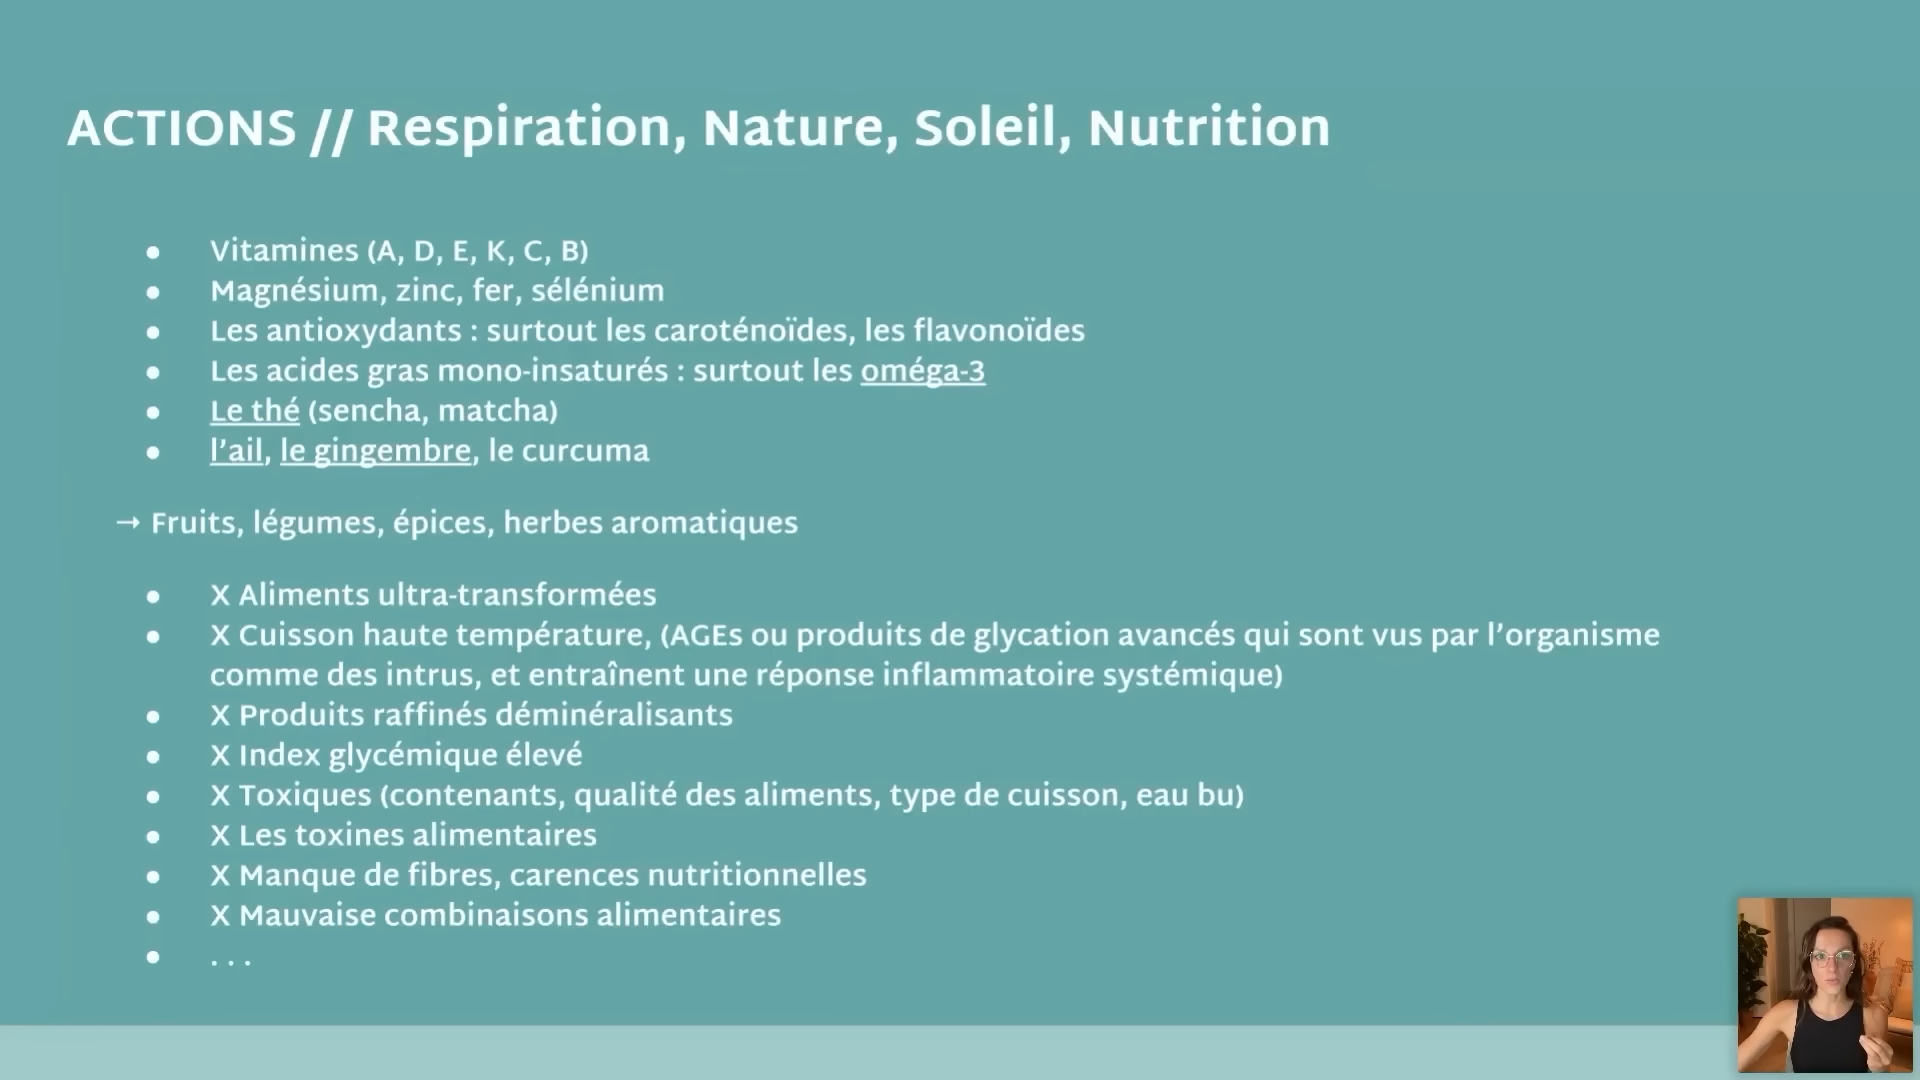 ACTIONS // Respiration, Nature, Soleil, Nutrition
● Vitamines (A, D, E, K, C, B)
● Magnésium, zinc, fer, sélénium
● Les antioxydants : surtout les caroténoïdes, les flavonoïdes
● Les acides gras mono-insaturés : surtout les oméga-3
● Le thé (sencha, matcha)
● l’ail, le gingembre, le curcuma
→ Fruits, légumes, épices, herbes aromatiques
● X Aliments ultra-transformées
● X Cuisson haute température, (AGEs ou produits de glycation avancés qui sont vus par l’organisme
comme des intrus, et entraînent une réponse inflammatoire systémique)
● X Produits raffinés déminéralisants
● X Index glycémique élevé
● X Toxiques (contenants, qualité des aliments, type de cuisson, eau bu)
● X Les toxines alimentaires
● X Manque de fibres, carences nutritionnelles
● X Mauvaise combinaisons alimentaires
● . . .